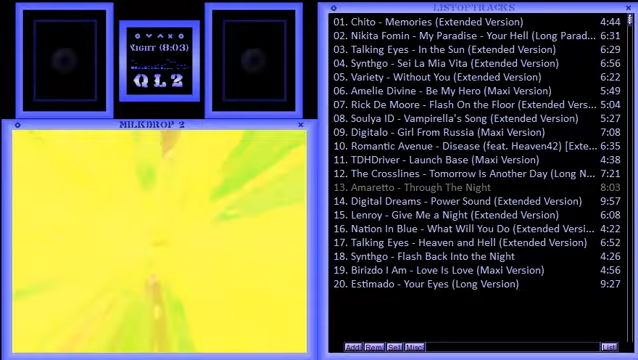 NIGHT (8:03)
MILKDROP 2
LIST OF TRACKS
01. Chito - Memories (Extended Version) 4:44
02. Nikita Fomin - My Paradise - Your Hell (Long Parad... 6:31
03. Talking Eyes - In the Sun (Extended Version) 6:29
04. Synthgo - Sei La Mia Vita (Extended Version) 6:56
05. Variety - Without You (Extended Version) 6:22
06. Amelie Divine - Be My Hero (Maxi Version) 5:49
07. Rick De Moore - Flash On the Floor (Extended Vers... 5:04
08. Soulya ID - Vampirella's Song (Extended Version) 5:27
09. Digitalo - Girl From Russia (Maxi Version) 7:08
10. Romantic Avenue - Disease (feat. Heaven42) [Exte... 6:35
11. TDHDriver - Launch Base (Maxi Version) 4:38
12. The Crosslines - Tomorrow Is Another Day (Long N... 7:21
13. Amaretto - Through The Night 8:03
14. Digital Dreams - Power Sound (Extended Version) 9:57
15. Lenroy - Give Me a Night (Extended Version) 6:08
16. Nation In Blue - What Will You Do (Extended Versi... 4:22
17. Talking Eyes - Heaven and Hell (Extended Version) 6:52
18. Synthgo - Flash Back Into the Night 4:26
19. Birizdo I Am - Love Is Love (Maxi Version) 4:56
20. Estimado - Your Eyes (Long Version) 9:27
Add Rem Sel Misc List